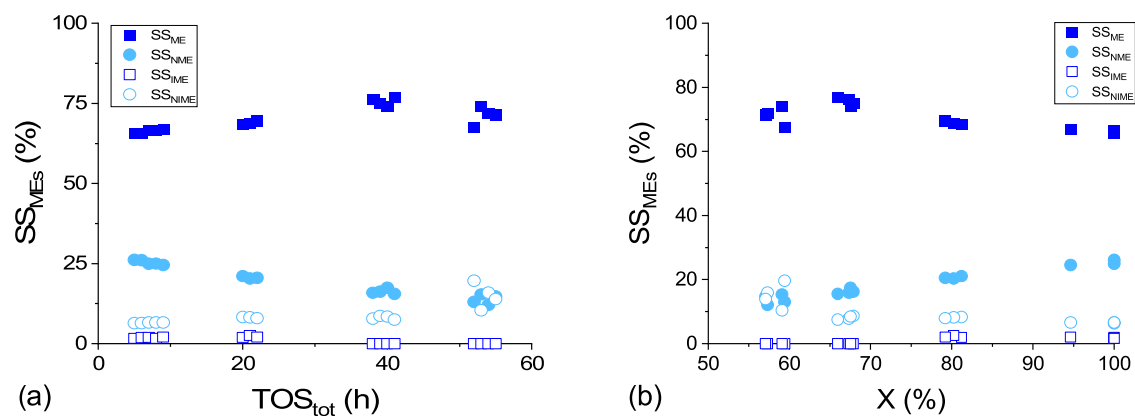 100
75
50
25
0
SS_MEs (%)
SS_ME
SS_NME
SS_IME
SS_NIME
0 20 40 60
(a) TOS_tot (h)
100
80
60
40
20
0
SS_MEs (%)
SS_ME
SS_NME
SS_IME
SS_NIME
50 60 70 80 90 100
(b) X (%)